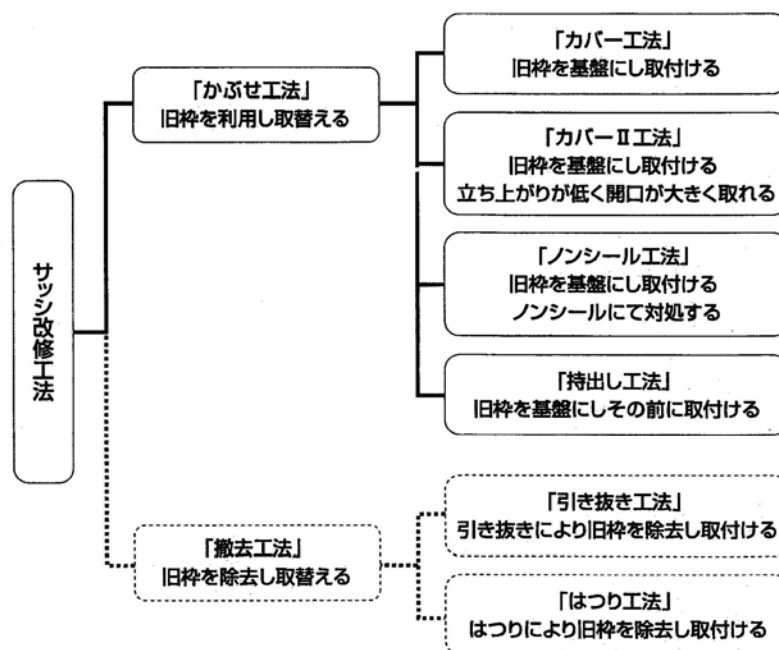 サッシ改修工法
「かぶせ工法」
旧枠を利用し取替える
「カバー工法」
旧枠を基盤にし取付ける
「カバーⅡ工法」
旧枠を基盤にし取付ける
立ち上がりが低く開口が大きく取れる
「ノンシール工法」
旧枠を基盤にし取付ける
ノンシールにて対処する
「持出し工法」
旧枠を基盤にしその前に取付ける
「撤去工法」
旧枠を除去し取替える
「引き抜き工法」
引き抜きにより旧枠を除去し取付ける
「はつり工法」
はつりにより旧枠を除去し取付ける